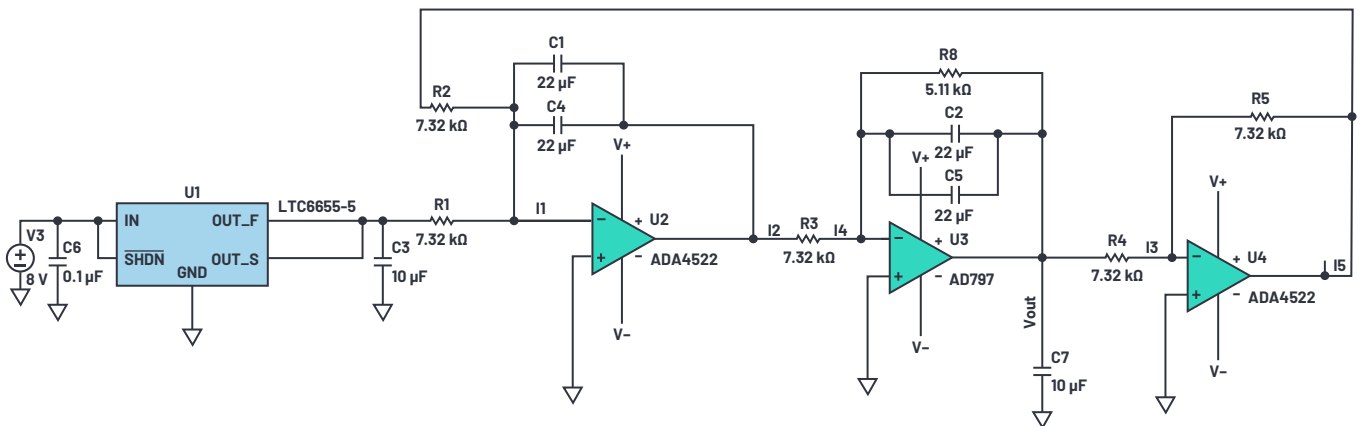 C1
22 µF
R2
7.32 kΩ
C4
22 µF
V+
R8
5.11 kΩ
C2
22 µF
V+
C5
22 µF
R5
7.32 kΩ
V+
U1
LTC6655-5
IN
OUT_F
SHDN
OUT_S
GND
V3
8 V
C6
0.1 µF
C3
10 µF
R1
7.32 kΩ
I1
−
+
+
−
U2
ADA4522
V−
I2
R3
7.32 kΩ
I4
−
+
+
−
U3
AD797
V−
Vout
C7
10 µF
R4
7.32 kΩ
I3
−
+
+
−
U4
ADA4522
V−
I5